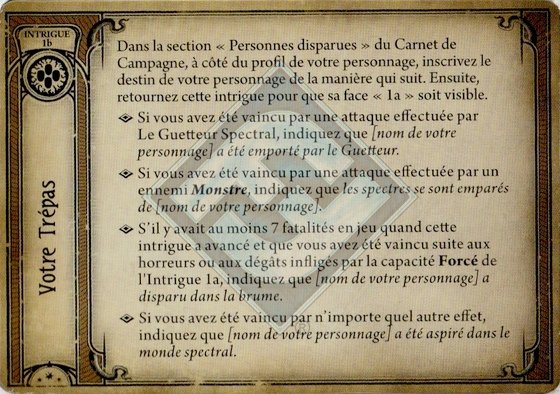 INTRIGUE
1b
Votre Trépas
Dans la section « Personnes disparues » du Carnet de
Campagne, à côté du profil de votre personnage, inscrivez le
destin de votre personnage de la manière qui suit. Ensuite,
retournez cette intrigue pour que sa face « 1a » soit visible.
Si vous avez été vaincu par une attaque effectuée par
Le Guetteur Spectral, indiquez que [nom de votre
personnage] a été emporté par le Guetteur.
Si vous avez été vaincu par une attaque effectuée par un
ennemi Monstre, indiquez que les spectres se sont emparés
de [nom de votre personnage].
S'il y avait au moins 7 fatalités en jeu quand cette
intrigue a avancé et que vous avez été vaincu suite aux
horreurs ou aux dégâts infligés par la capacité Forcé de
l'Intrigue 1a, indiquez que [nom de votre personnage] a
disparu dans la brume.
Si vous avez été vaincu par n'importe quel autre effet,
indiquez que [nom de votre personnage] a été aspiré dans le
monde spectral.